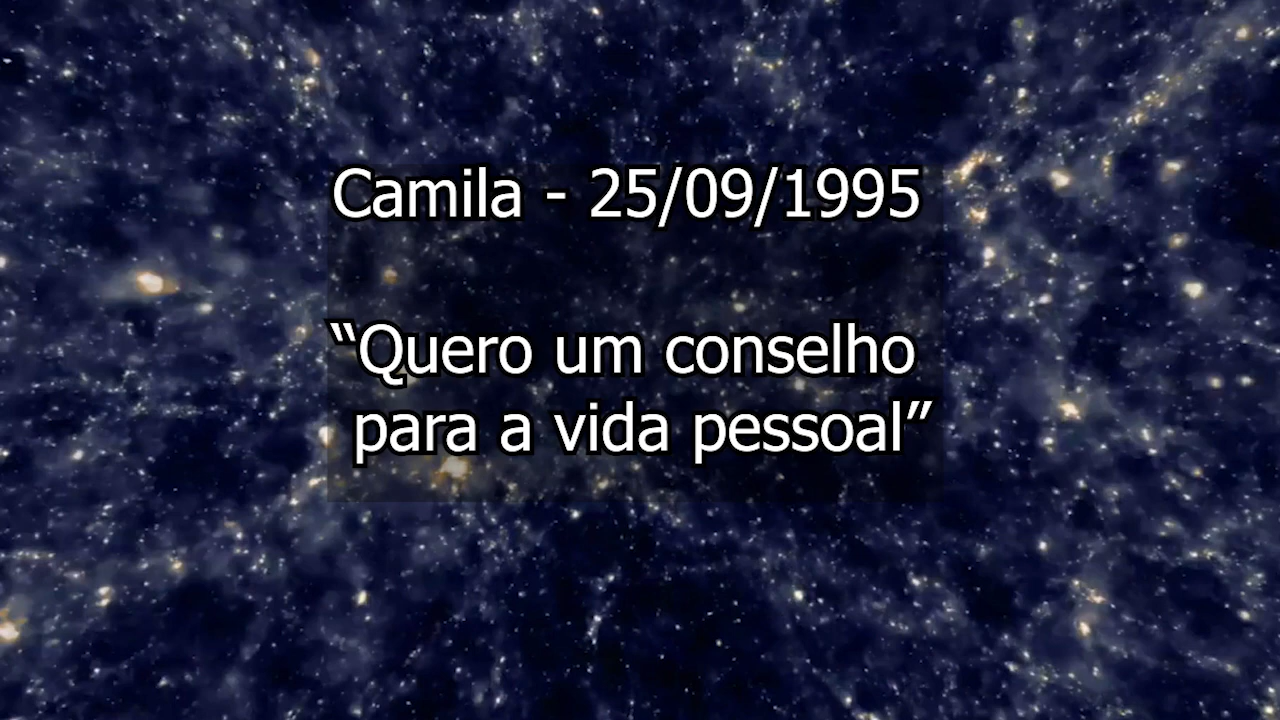 Camila - 25/09/1995
“Quero um conselho
para a vida pessoal”